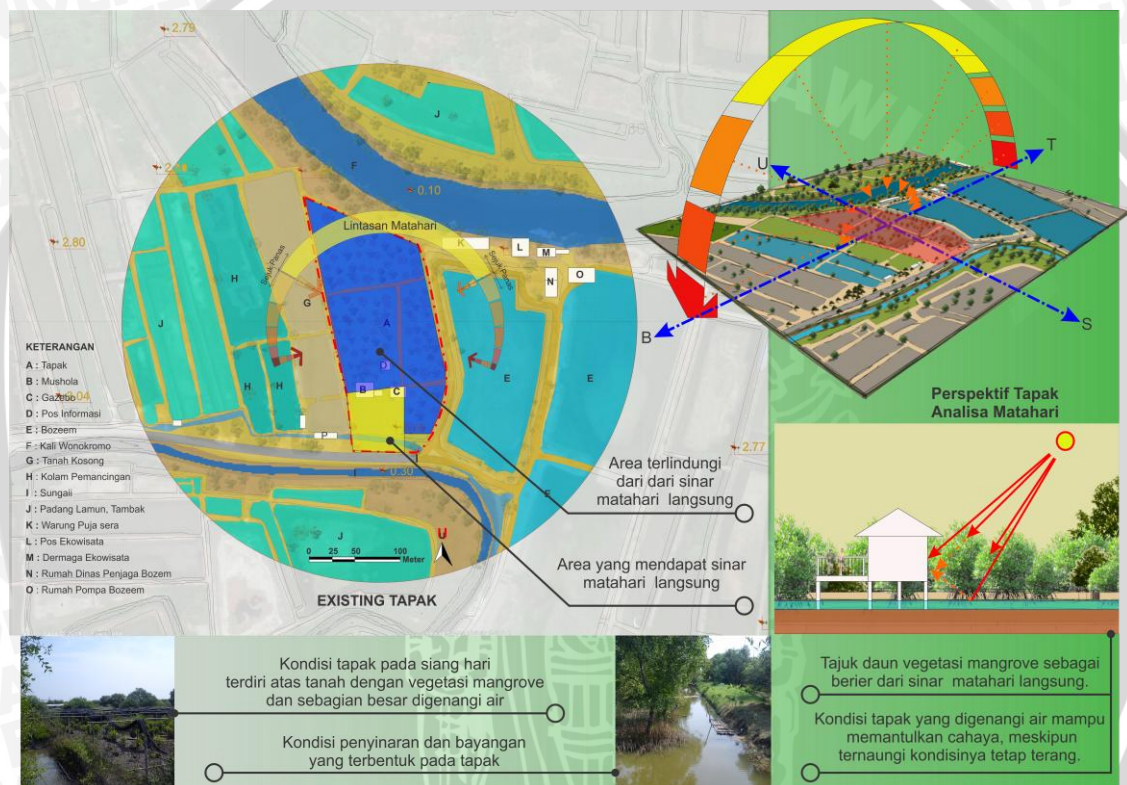 2.79
2.80
2.04
2.77
0.10
0.30
Lintasan Matahari
Sejuk Panas
Sejuk Panas
J
F
K
L
M
N
O
H
J
G
A
H
H
D
B
C
E
E
E
P
I
J
U
0 25 50 100
Meter
EXISTING TAPAK
KETERANGAN
A : Tapak
B : Mushola
C : Gazebo
D : Pos Informasi
E : Bozeem
F : Kali Wonokromo
G : Tanah Kosong
H : Kolam Pemancingan
I : Sungaii
J : Padang Lamun, Tambak
K : Warung Puja sera
L : Pos Ekowisata
M : Dermaga Ekowisata
N : Rumah Dinas Penjaga Bozem
O : Rumah Pompa Bozeem
Area terlindungi
dari dari sinar
matahari langsung
Area yang mendapat sinar
matahari langsung
U
T
B
S
Perspektif Tapak
Analisa Matahari
Kondisi tapak pada siang hari
terdiri atas tanah dengan vegetasi mangrove
dan sebagian besar digenangi air
Kondisi penyinaran dan bayangan
yang terbentuk pada tapak
Tajuk daun vegetasi mangrove sebagai
berier dari sinar matahari langsung.
Kondisi tapak yang digenangi air mampu
memantulkan cahaya, meskipun
ternaungi kondisinya tetap terang.